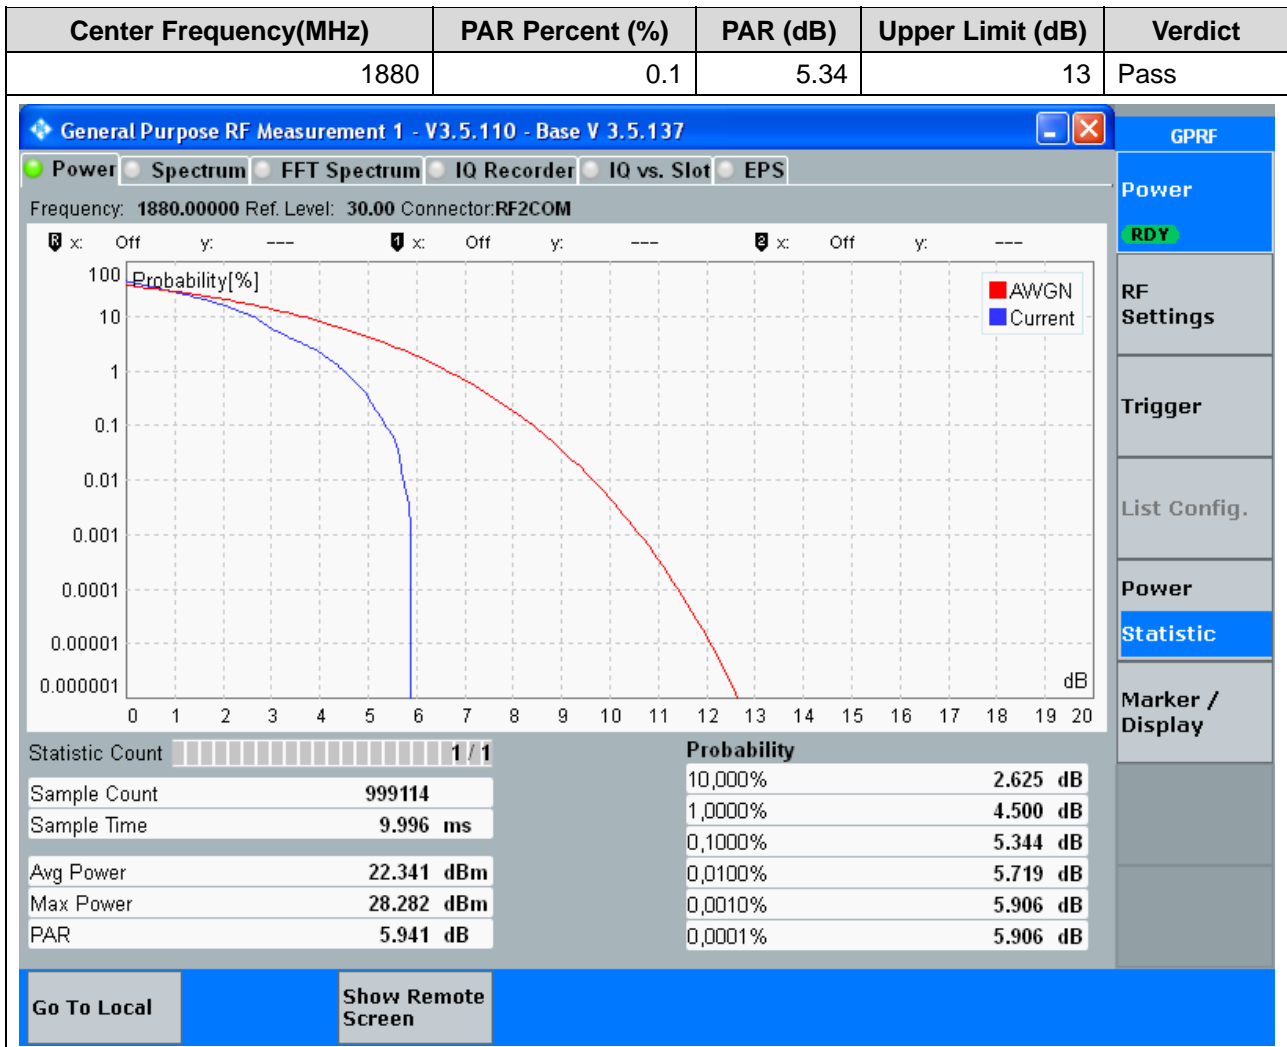 Center Frequency(MHz) PAR Percent (%) PAR (dB) Upper Limit (dB) Verdict
1880 0.1 5.34 13 Pass
General Purpose RF Measurement 1 - V3.5.110 - Base V 3.5.137
GPRF
Power Spectrum FFT Spectrum IQ Recorder IQ vs. Slot EPS
Frequency: 1880.00000 Ref. Level: 30.00 Connector:RF2COM
R x: Off y: --- 1 x: Off y: --- 2 x: Off y: ---
Probability[%]
AWGN
Current
100
10
1
0.1
0.01
0.001
0.0001
0.00001
0.000001
dB
0 1 2 3 4 5 6 7 8 9 10 11 12 13 14 15 16 17 18 19 20
Statistic Count 1 / 1
Sample Count 999114
Sample Time 9.996 ms
Avg Power 22.341 dBm
Max Power 28.282 dBm
PAR 5.941 dB
Probability
10,000% 2.625 dB
1,0000% 4.500 dB
0,1000% 5.344 dB
0,0100% 5.719 dB
0,0010% 5.906 dB
0,0001% 5.906 dB
Power
RDY
RF
Settings
Trigger
List Config.
Power
Statistic
Marker /
Display
Go To Local
Show Remote
Screen